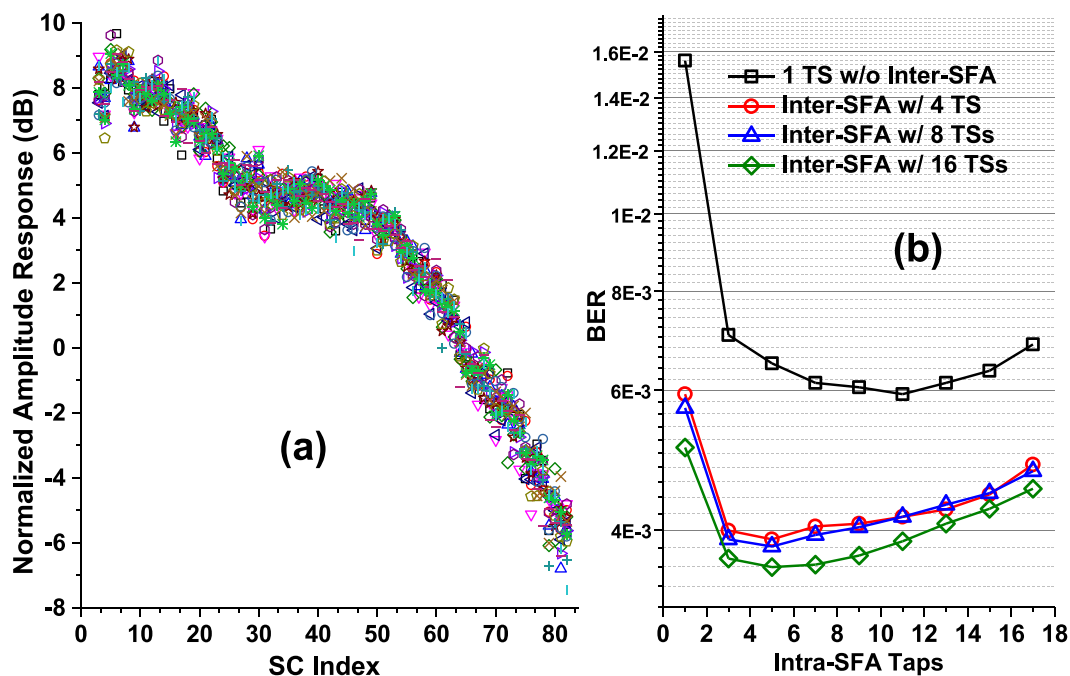 10
8
6
4
2
0
-2
-4
-6
-8
Normalized Amplitude Response (dB)
(a)
0 10 20 30 40 50 60 70 80
SC Index
1.6E-2
1.4E-2
1.2E-2
1E-2
8E-3
6E-3
4E-3
BER
1 TS w/o Inter-SFA
Inter-SFA w/ 4 TS
Inter-SFA w/ 8 TSs
Inter-SFA w/ 16 TSs
(b)
0 2 4 6 8 10 12 14 16 18
Intra-SFA Taps